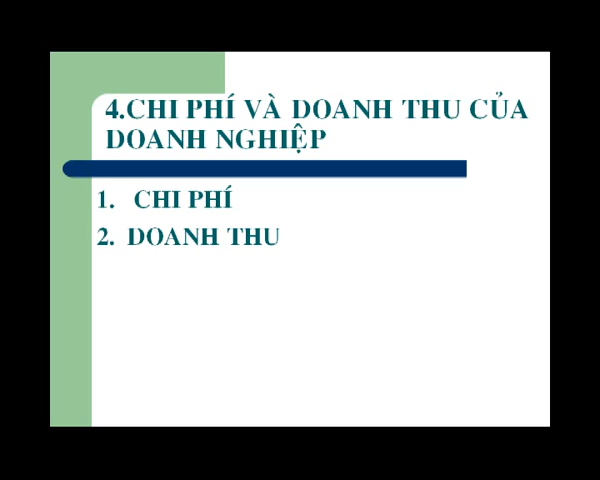 4.CHI PHÍ VÀ DOANH THU CỦA
DOANH NGHIỆP
1. CHI PHÍ
2. DOANH THU